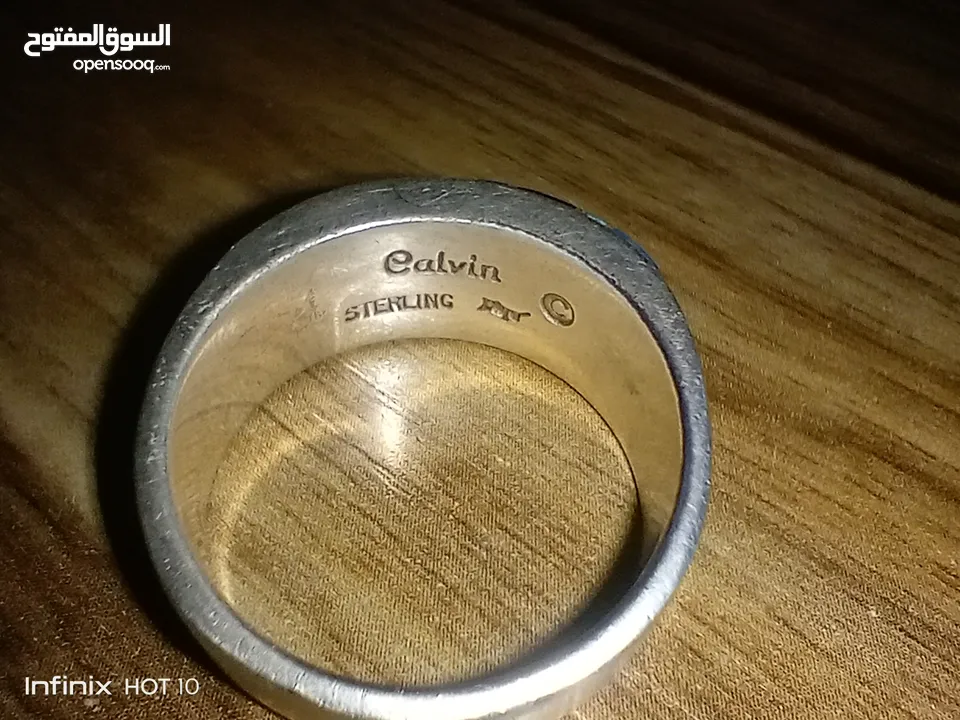 السوق المفتوح
opensooq.com
Calvin
STERLING ©
Infinix HOT 10